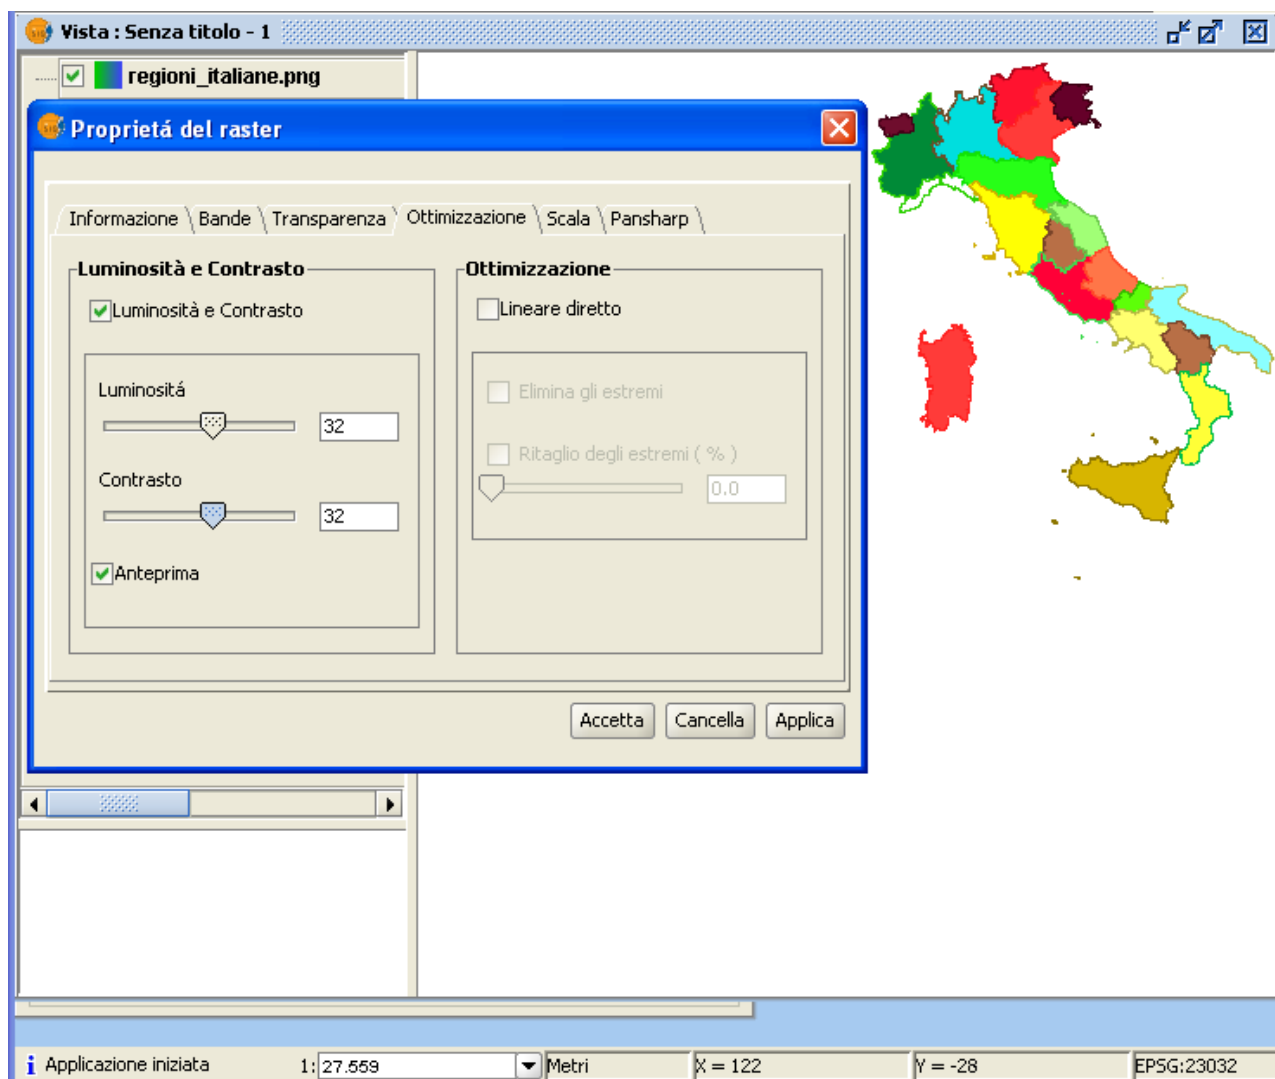 Vista : Senza titolo - 1
regioni_italiane.png
Proprietá del raster
Informazione Bande Transparenza Ottimizzazione Scala Pansharp
Luminosità e Contrasto
Luminosità e Contrasto
Luminositá
32
Contrasto
32
Anteprima
Ottimizzazione
Lineare diretto
Elimina gli estremi
Ritaglio degli estremi ( % )
0.0
Accetta Cancella Applica
Applicazione iniziata 1: 27.559 Metri X = 122 Y = -28 EPSG:23032